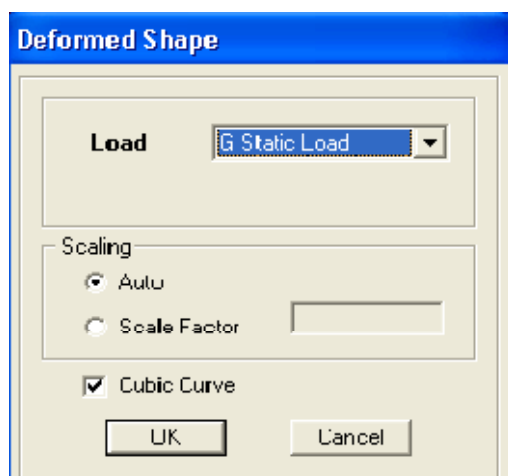 Deformed Shape
Load G Static Load
Scaling
Auto
Scale Factor
Cubic Curve
OK Cancel